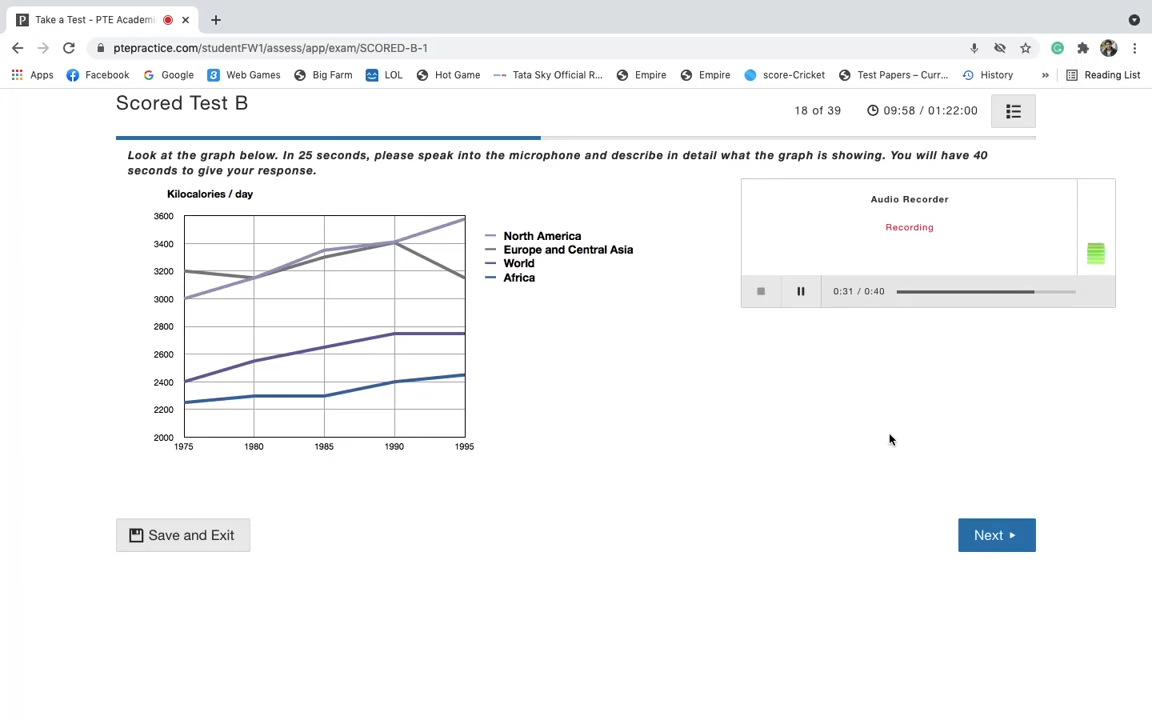 Take a Test - PTE Academ
ptepractice.com/studentFW1/assess/app/exam/SCORED-B-1
Apps Facebook Google Web Games Big Farm LOL Hot Game Tata Sky Official R... Empire Empire score-Cricket Test Papers – Curr... History » Reading List
Scored Test B
18 of 39 09:58 / 01:22:00
Look at the graph below. In 25 seconds, please speak into the microphone and describe in detail what the graph is showing. You will have 40
seconds to give your response.
Kilocalories / day
3600
3400
3200
3000
2800
2600
2400
2200
2000
1975 1980 1985 1990 1995
North America
Europe and Central Asia
World
Africa
Audio Recorder
Recording
0:31 / 0:40
Save and Exit
Next